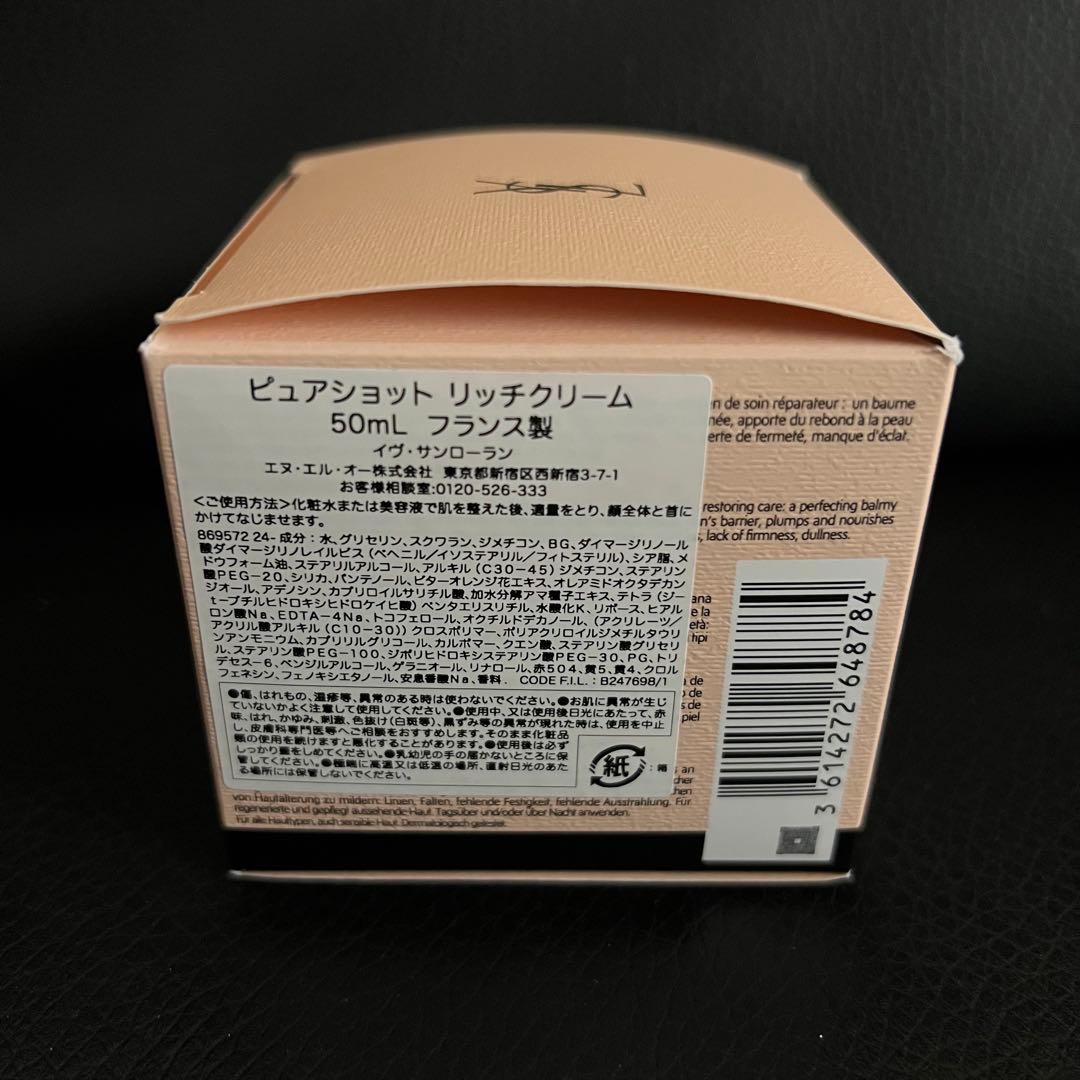 YSL
ピュアショット リッチクリーム
50mL フランス製
イヴ・サンローラン
エヌ・エル・オー株式会社 東京都新宿区西新宿3-7-1
お客様相談室:0120-526-333
<ご使用方法>化粧水または美容液で肌を整えた後、適量をとり、顔全体と首に
かけてなじませます。
869572 24- 成分：水、グリセリン、スクワラン、ジメチコン、BG、ダイマージリノール
酸ダイマージリノレイルビス（ベヘニル/イソステアリル/フィトステリル）、シア脂、メ
ドウフォーム油、ステアリルアルコール、アルキル（C30-45）ジメチコン、ステアリン
酸PEG-20、シリカ、パンテノール、ビターオレンジ花エキス、オレアミドオクタデカン
ジオール、アデノシン、カプリロイルサリチル酸、加水分解アマ種子エキス、テトラ（ジー
t-ブチルヒドロキシヒドロケイヒ酸）ペンタエリスリチル、水酸化K、リボース、ヒアル
ロン酸Na、EDTA-4Na、トコフェロール、オクチルドデカノール、（アクリレーツ/
アクリル酸アルキル（C10-30））クロスポリマー、ポリアクリロイルジメチルタウリ
ンアンモニウム、カプリリルグリコール、カルボマー、クエン酸、ステアリン酸グリセリ
ル、ステアリン酸PEG-100、ジポリヒドロキシステアリン酸PEG-30、PG、トリ
デセス-6、ベンジルアルコール、ゲラニオール、リナロール、赤504、黄5、黄4、クロル
フェネシン、フェノキシエタノール、安息香酸Na、香料. CODE F.I.L.：B247698/1
●傷、はれもの、湿疹等、異常のある時は使わないでください。●お肌に異常が生じ
ていないかよく注意して使用してください。●使用中、又は使用後日光にあたって、赤
味、はれ、かゆみ、刺激、色抜け（白斑等）、黒ずみ等の異常が現れた時は、使用を中止
し、皮膚科専門医等へご相談をおすすめします。そのまま化粧品
類の使用を続けますと悪化することがあります。●使用後は必ず
しっかり蓋をしめてください。●乳幼児の手の届かないところに保
管してください。●極端に高温又は低温の場所、直射日光のあた
る場所には保管しないでください。
紙：箱
en de soin réparateur : un baume
née, apporte du rebond à la peau
erte de fermeté, manque d'éclat.
restoring care: a perfecting balmy
n's barrier, plumps and nourishes
s, lack of firmness, dullness.
ana
e la
età:
hpi
a de
o de
piel
s an
cher
chen
von Hautalterung zu mildern: Linien, Falten, fehlende Festigkeit, fehlende Ausstrahlung. Für
regenerierte und gepflegt aussehende Haut. Tagsüber und/oder über Nacht anwenden.
Für alle Hauttypen, auch sensible Haut. Dermatologisch getestet.
3 614272 648784